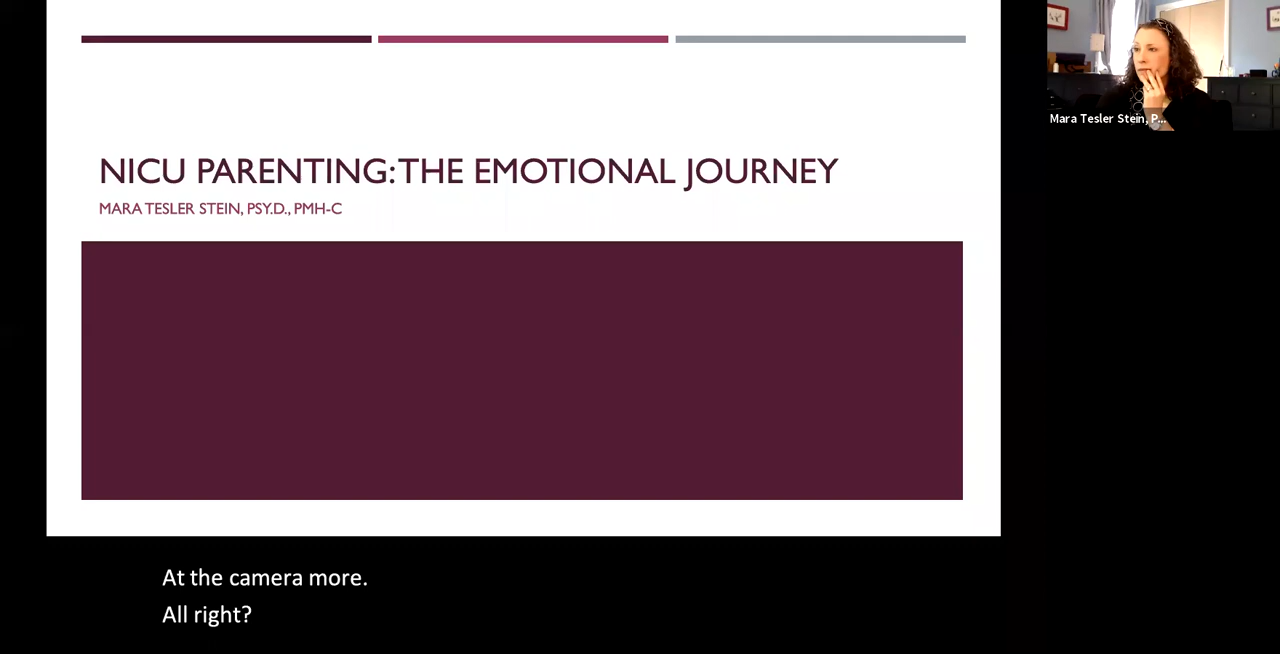 NICU PARENTING: THE EMOTIONAL JOURNEY
MARA TESLER STEIN, PSY.D., PMH-C
Mara Tesler Stein, P...
At the camera more.
All right?